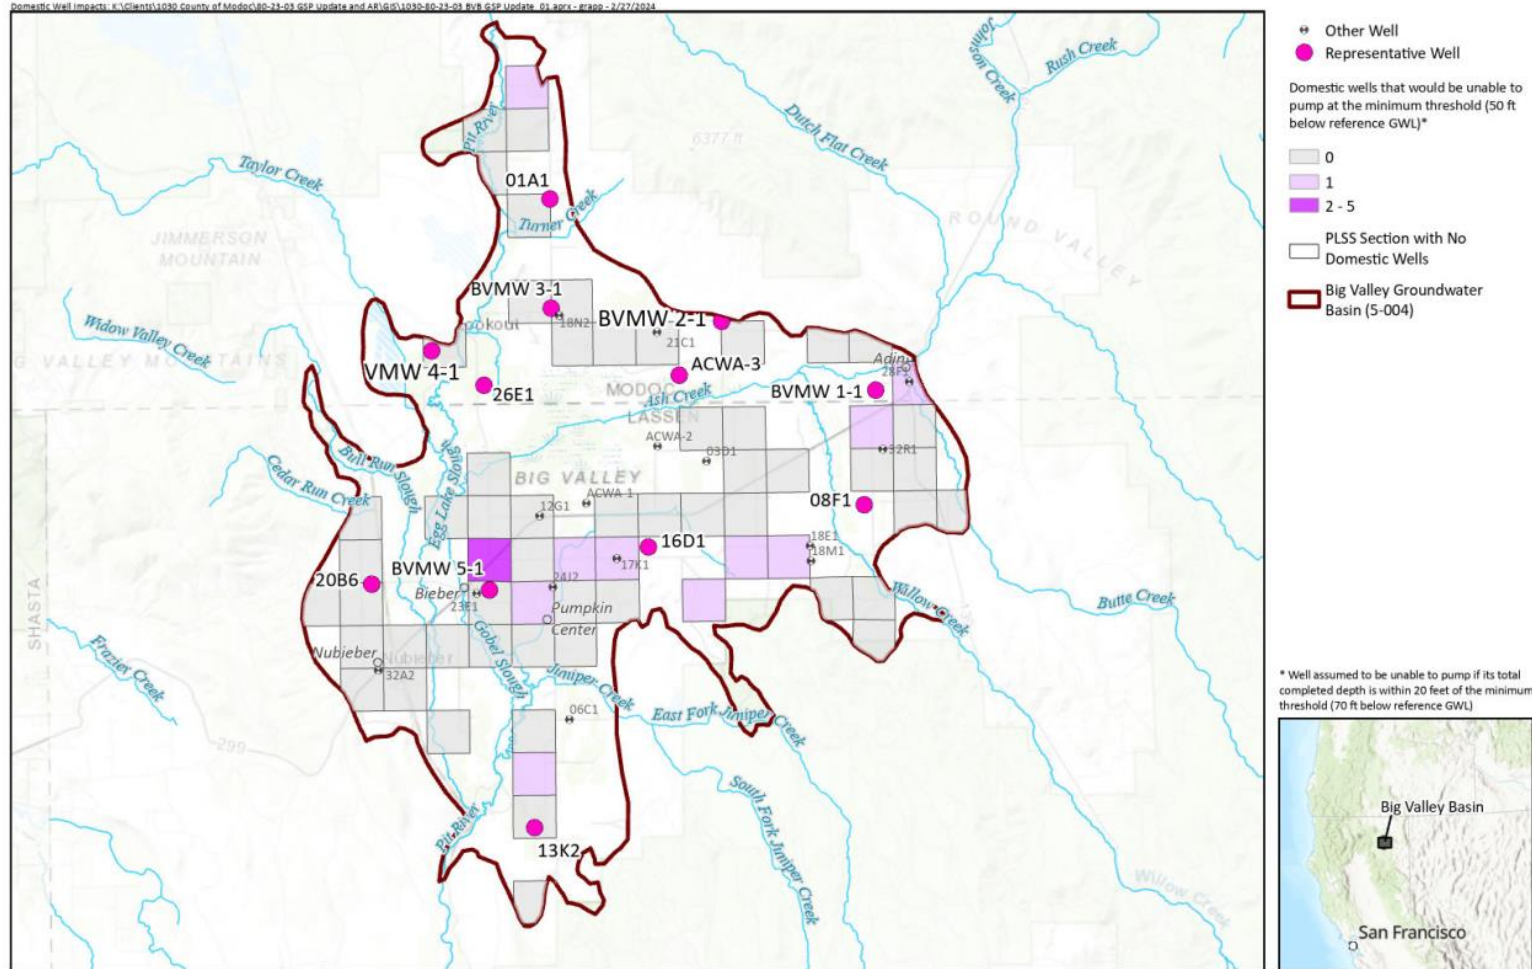 Domestic Well Impacts: K:\Clients\1030 County of Modoc\80-23-03 GSP Update and AR\GIS\1030-80-23-03 BVB GSP Update_01.aprx - grapp - 2/27/2024
Johnson Creek
Rush Creek
Dutch Flat Creek
6377 ft
Pit River
Taylor Creek
01A1
Turner Creek
ROUND VALLEY
JIMMERSON
MOUNTAIN
BVMW 3-1
18N2
BVMW 2-1
21C1
Widow Valley Creek
G VALLEY MOUNTAINS
ookout
VMW 4-1
26E1
ACWA-3
MODOC
Ash Creek
LASSEN
Adin
28F3
BVMW 1-1
ACWA-2
03D1
32R1
Bull Run Slough
Cedar Run Creek
Egg Lake Slough
BIG VALLEY
ACWA-1
12G1
08F1
16D1
17K1
18E1
18M1
20B6
BVMW 5-1
Bieber
23E1
24J2
Pumpkin
Center
Willow Creek
Butte Creek
SHASTA
Frazier Creek
Nubieber
Nubieber
32A2
Gobel Slough
Juniper Creek
06C1
East Fork Juniper Creek
299
South Fork Juniper Creek
Pit River
13K2
Willow Creek
Other Well
Representative Well
Domestic wells that would be unable to
pump at the minimum threshold (50 ft
below reference GWL)*
0
1
2 - 5
PLSS Section with No
Domestic Wells
Big Valley Groundwater
Basin (5-004)
* Well assumed to be unable to pump if its total
completed depth is within 20 feet of the minimum
threshold (70 ft below reference GWL)
Big Valley Basin
San Francisco